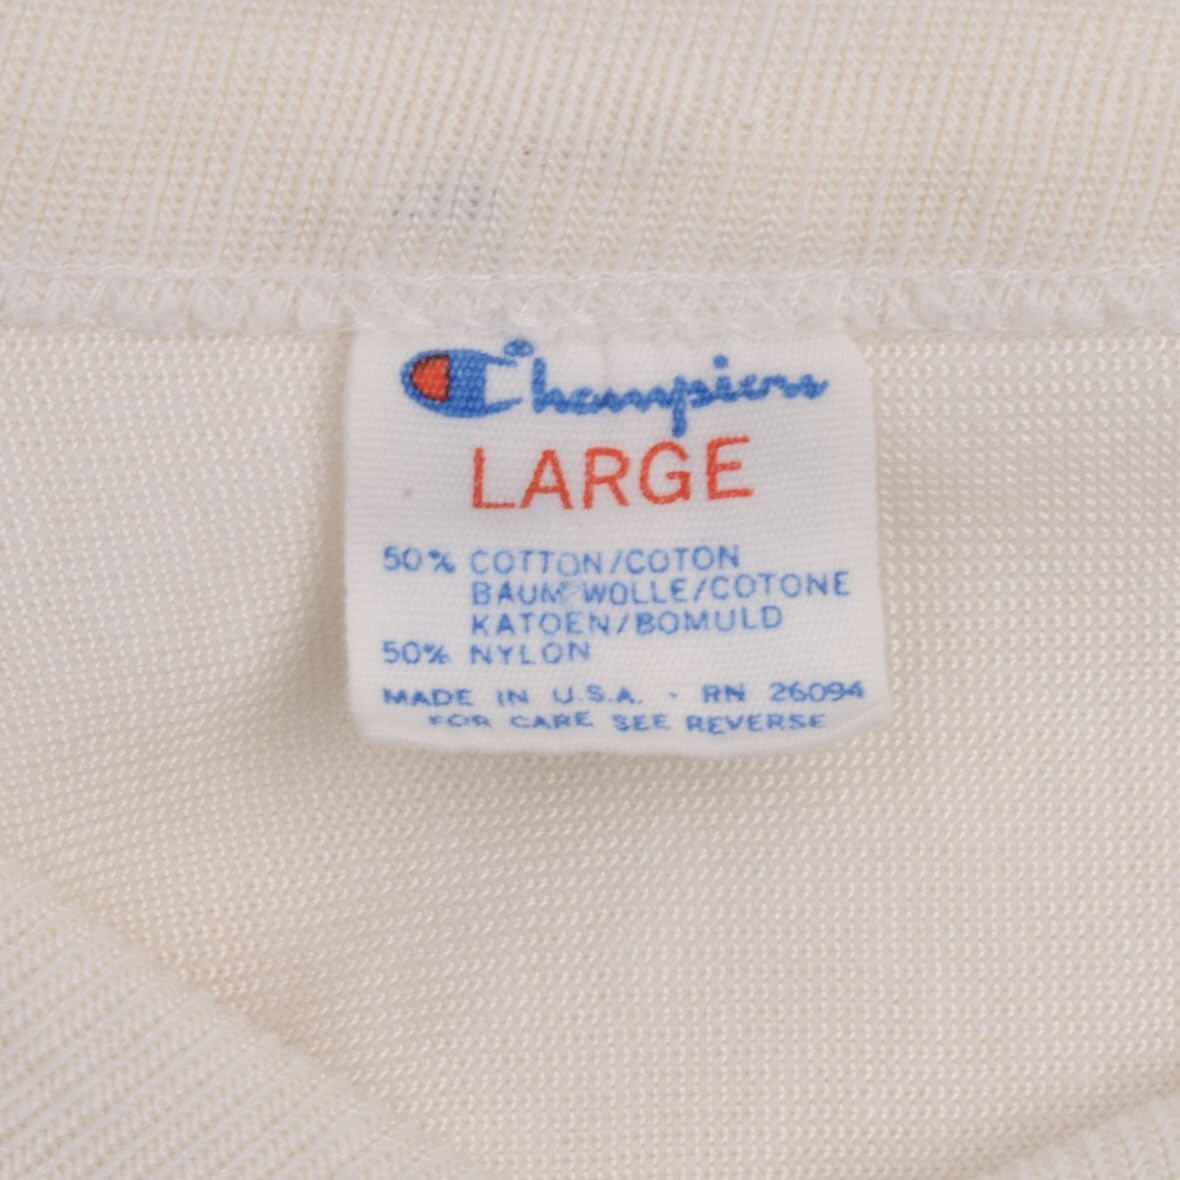 Champion
LARGE
50% COTTON/COTON
BAUMWOLLE/COTONE
KATOEN/BOMULD
50% NYLON
MADE IN U.S.A. · RN 26094
FOR CARE SEE REVERSE